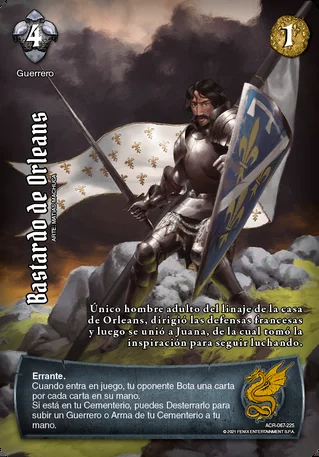 4
1
Guerrero
Bastardo de Orleans
ARTE: MATIAS MACHUCA
Único hombre adulto del linaje de la casa
de Orleans, dirigió las defensas francesas
y luego se unió a Juana, de la cual tomó la
inspiración para seguir luchando.
Errante.
Cuando entra en juego, tu oponente Bota una carta
por cada carta en su mano.
Si está en tu Cementerio, puedes Desterrarlo para
subir un Guerrero o Arma de tu Cementerio a tu
mano.
ACR-067-225
© 2021 FENIX ENTERTAINMENT S.P.A.